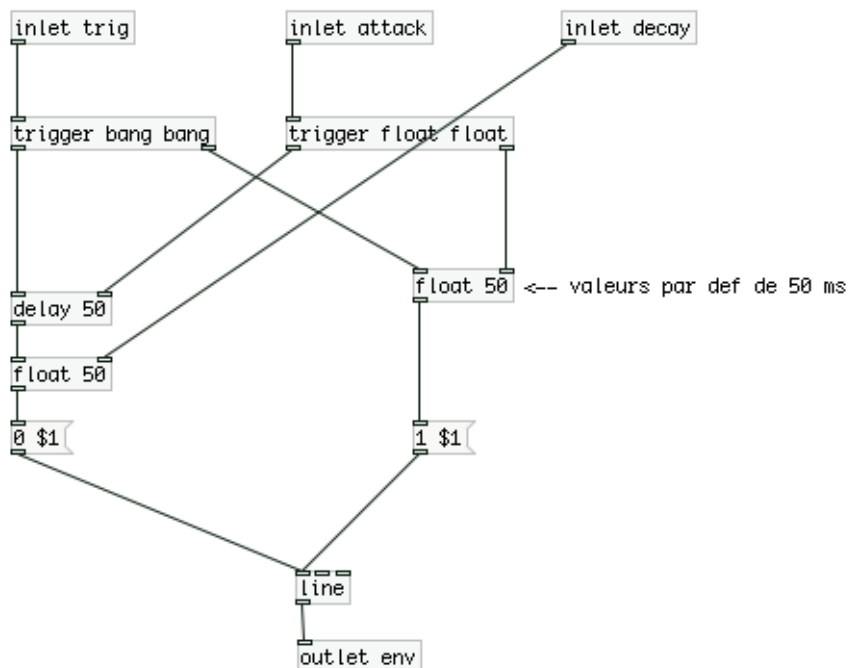 inlet trig
inlet attack
inlet decay
trigger bang bang
trigger float float
float 50
<-- valeurs par def de 50 ms
delay 50
float 50
0 $1
1 $1
line
outlet env